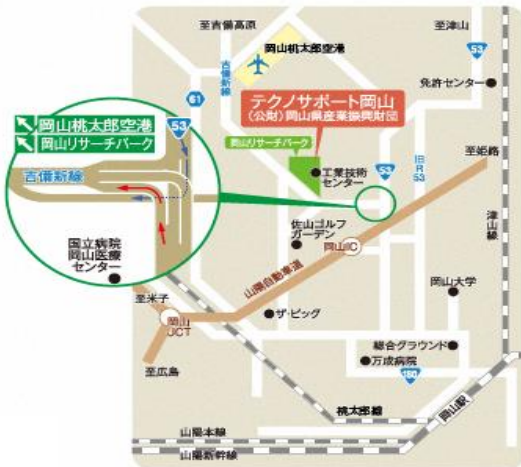 至吉備高原
岡山桃太郎空港
至津山
53
免許センター
吉備新線
61
テクノサポート岡山
(公財)岡山県産業振興財団
岡山リサーチパーク
工業技術
センター
53
旧R53
至姫路
岡山桃太郎空港
岡山リサーチパーク
53
吉備新線
佐山ゴルフ
ガーデン
岡山IC
津山線
国立病院
岡山医療
センター
山陽自動車道
岡山大学
至米子
岡山
JCT
ザ・ビッグ
総合グラウンド
万成病院
至広島
180
桃太郎線
岡山駅
山陽本線
山陽新幹線